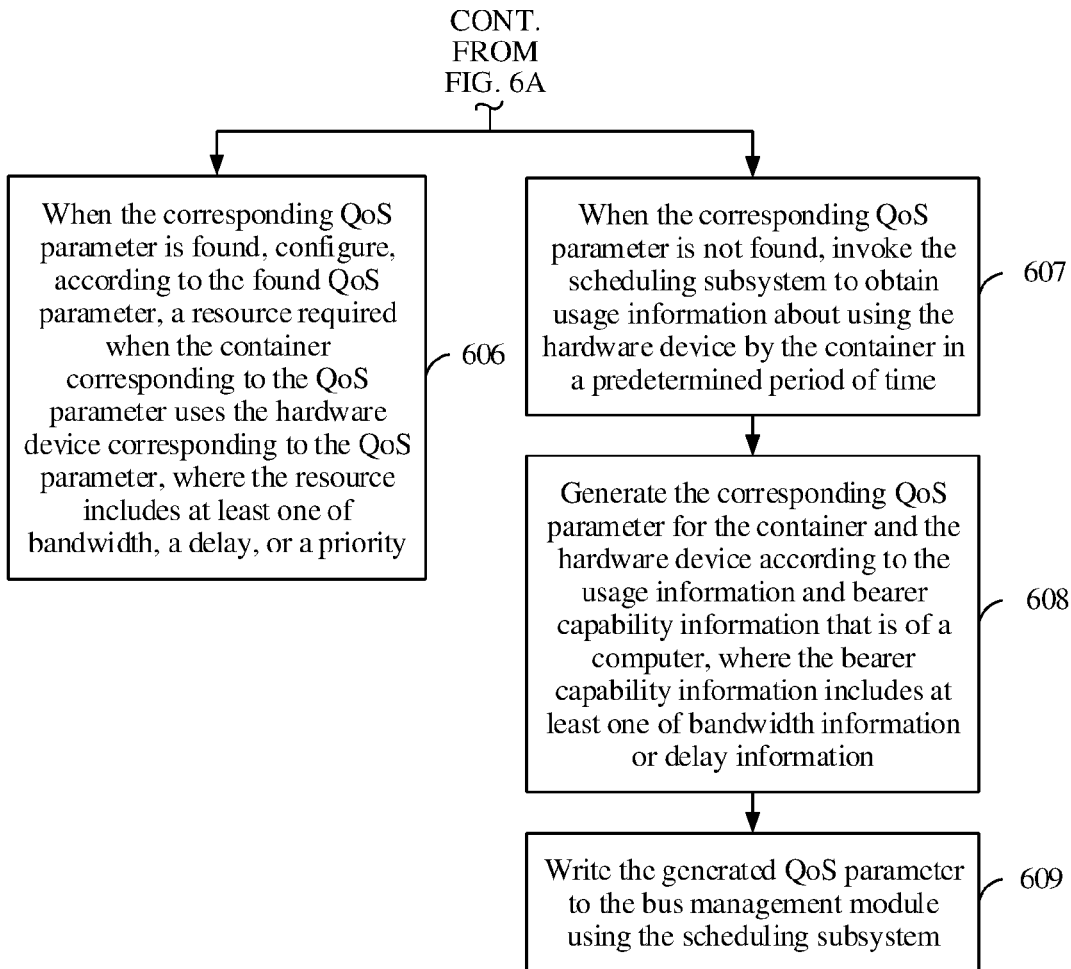 CONT.
FROM
FIG. 6A
When the corresponding QoS
parameter is found, configure,
according to the found QoS
parameter, a resource required
when the container
corresponding to the QoS
parameter uses the hardware
device corresponding to the QoS
parameter, where the resource
includes at least one of
bandwidth, a delay, or a priority
606
When the corresponding QoS
parameter is not found, invoke the
scheduling subsystem to obtain
usage information about using the
hardware device by the container in
a predetermined period of time
607
Generate the corresponding QoS
parameter for the container and the
hardware device according to the
usage information and bearer
capability information that is of a
computer, where the bearer
capability information includes at
least one of bandwidth information
or delay information
608
Write the generated QoS parameter
to the bus management module
using the scheduling subsystem
609